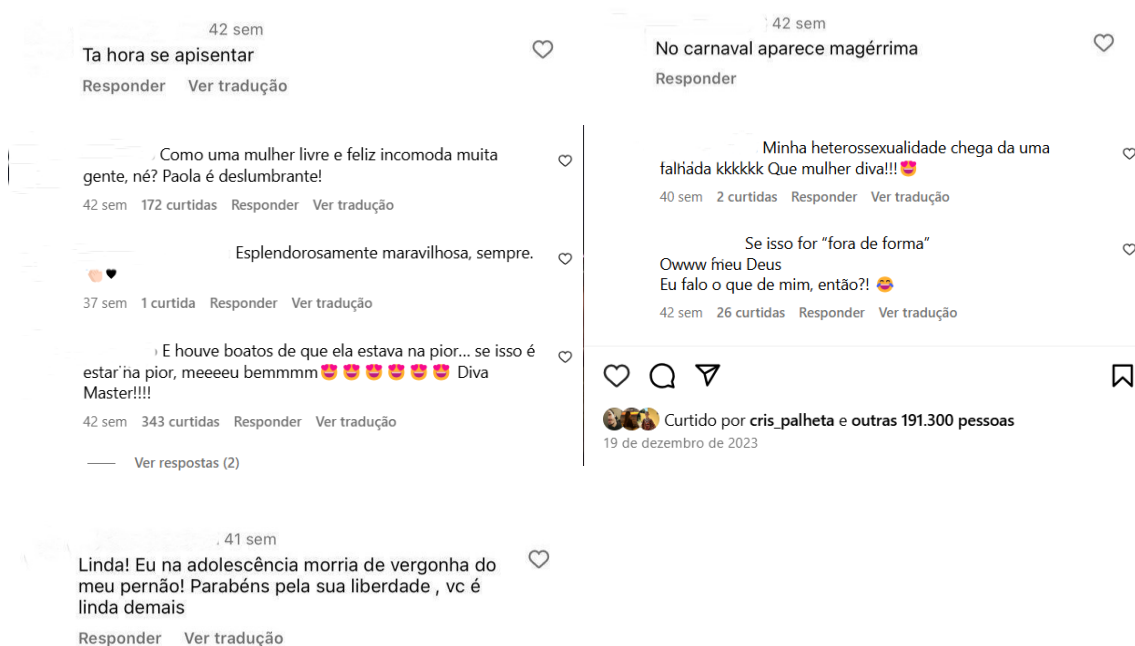 42 sem
Ta hora se apisentar
Responder Ver tradução
Como uma mulher livre e feliz incomoda muita
gente, né? Paola é deslumbrante!
42 sem 172 curtidas Responder Ver tradução
Esplendorosamente maravilhosa, sempre.
👏🏻🖤
37 sem 1 curtida Responder Ver tradução
E houve boatos de que ela estava na pior... se isso é
estar na pior, meeeeu bemmmm😍😍😍😍😍😍 Diva
Master!!!!
42 sem 343 curtidas Responder Ver tradução
Ver respostas (2)
41 sem
Linda! Eu na adolescência morria de vergonha do
meu pernão! Parabéns pela sua liberdade , vc é
linda demais
Responder Ver tradução
42 sem
No carnaval aparece magérrima
Responder
Minha heterossexualidade chega da uma
falhada kkkkkk Que mulher diva!!!😍
40 sem 2 curtidas Responder Ver tradução
Se isso for “fora de forma”
Owww meu Deus
Eu falo o que de mim, então?! 😂
42 sem 26 curtidas Responder Ver tradução
Curtido por cris_palheta e outras 191.300 pessoas
19 de dezembro de 2023